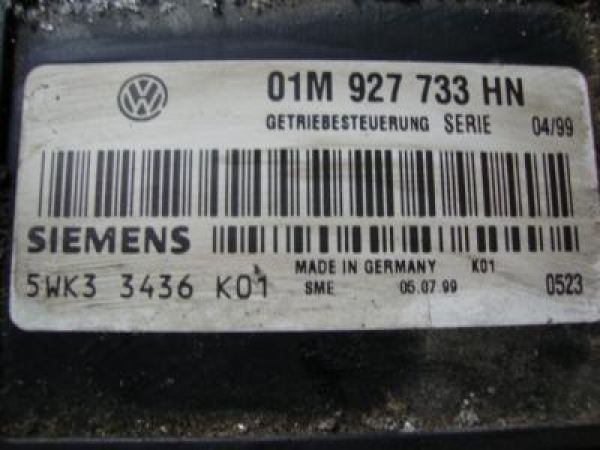 VW 01M 927 733 HN
GETRIEBESTEUERUNG SERIE 04/99
SIEMENS
MADE IN GERMANY K01
5WK3 3436 K01 SME 05.07.99 0523